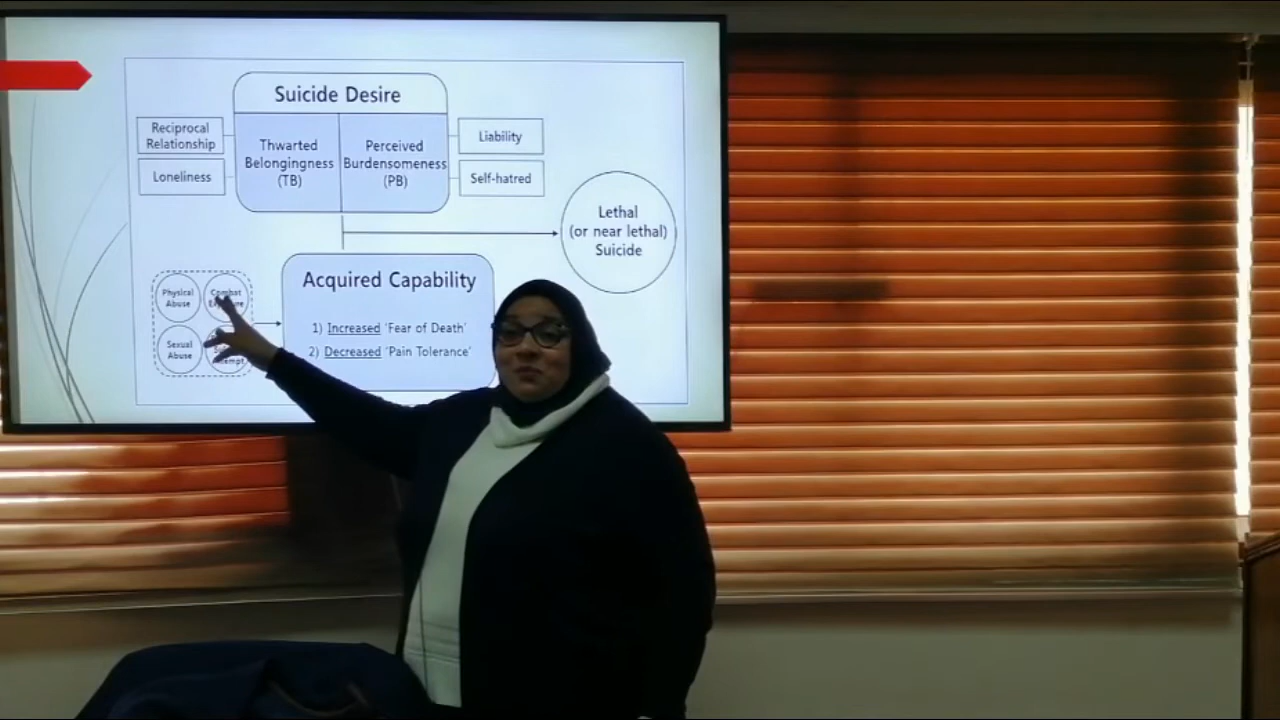 Suicide Desire
Reciprocal
Relationship
Loneliness
Thwarted
Belongingness
(TB)
Perceived
Burdensomeness
(PB)
Liability
Self-hatred
Lethal
(or near lethal)
Suicide
Physical
Abuse
Combat
Sexual
Abuse
Acquired Capability
1) Increased 'Fear of Death'
2) Decreased 'Pain Tolerance'